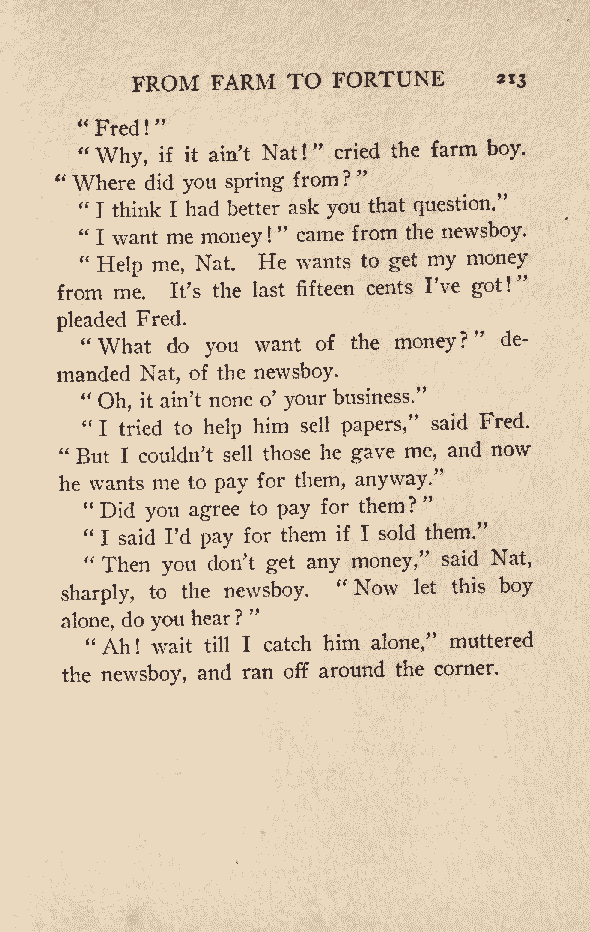 FROM FARM TO FORTUNE 213
“Fred!”
“Why, if it ain’t Nat!” cried the farm boy.
“Where did you spring from?”
“I think I had better ask you that question.”
“I want me money!” came from the newsboy.
“Help me, Nat. He wants to get my money
from me. It’s the last fifteen cents I’ve got!”
pleaded Fred.
“What do you want of the money?” de-
manded Nat, of the newsboy.
“Oh, it ain’t none o’ your business.”
“I tried to help him sell papers,” said Fred.
“But I couldn’t sell those he gave me, and now
he wants me to pay for them, anyway.”
“Did you agree to pay for them?”
“I said I’d pay for them if I sold them.”
“Then you don’t get any money,” said Nat,
sharply, to the newsboy. “Now let this boy
alone, do you hear?”
“Ah! wait till I catch him alone,” muttered
the newsboy, and ran off around the corner.